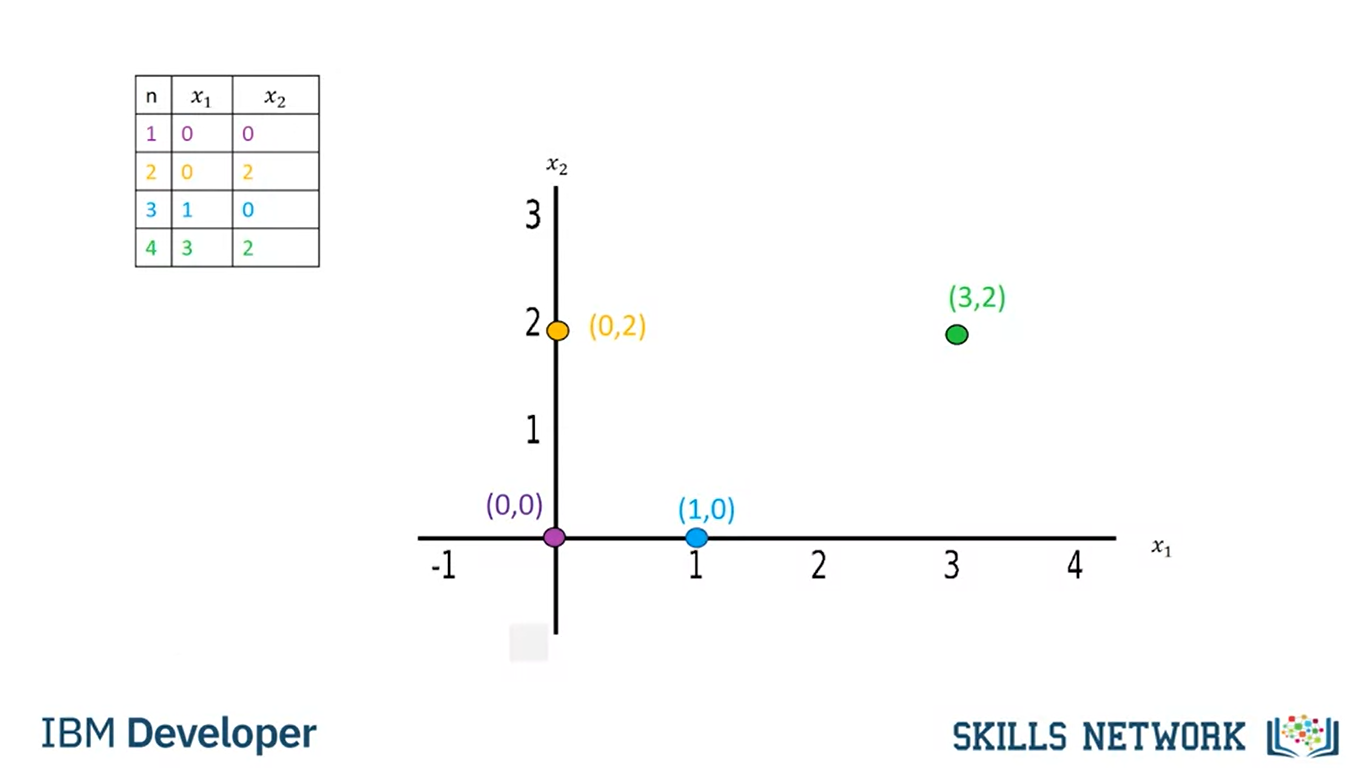 n x₁ x₂
1 0 0
2 0 2
3 1 0
4 3 2
x₂
3
(3,2)
2 (0,2)
1
(0,0) (1,0)
-1 1 2 3 4 x₁
IBM Developer
SKILLS NETWORK